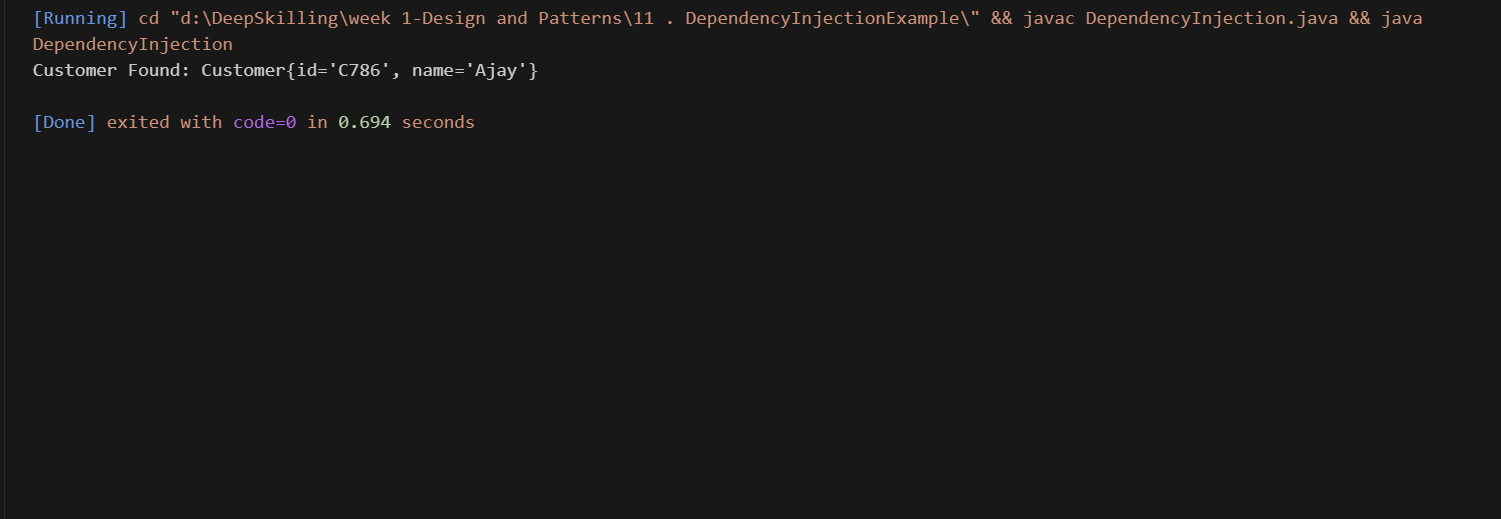 [Running] cd "d:\DeepSkilling\week 1-Design and Patterns\11 . DependencyInjectionExample\" && javac DependencyInjection.java && java
DependencyInjection
Customer Found: Customer{id='C786', name='Ajay'}
[Done] exited with code=0 in 0.694 seconds